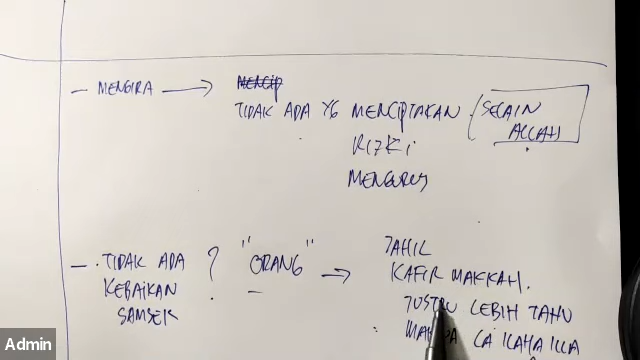 - MENGIRA → MENCIP
TIDAK ADA YG MENCIPTAKAN (SELAIN
ALLAH
RIZKI
MENGURUS
- . TIDAK ADA ? "ORANG" → JAHIL
KEBAIKAN KAFIR MAKKAH.
SAMSEK JUSTRU LEBIH TAHU
LA ILAHA ILLA
Admin